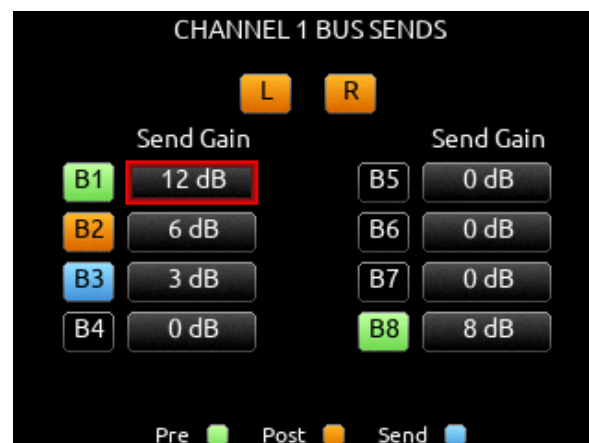 CHANNEL 1 BUS SENDS
L R
Send Gain Send Gain
B1 12 dB B5 0 dB
B2 6 dB B6 0 dB
B3 3 dB B7 0 dB
B4 0 dB B8 8 dB
Pre Post Send